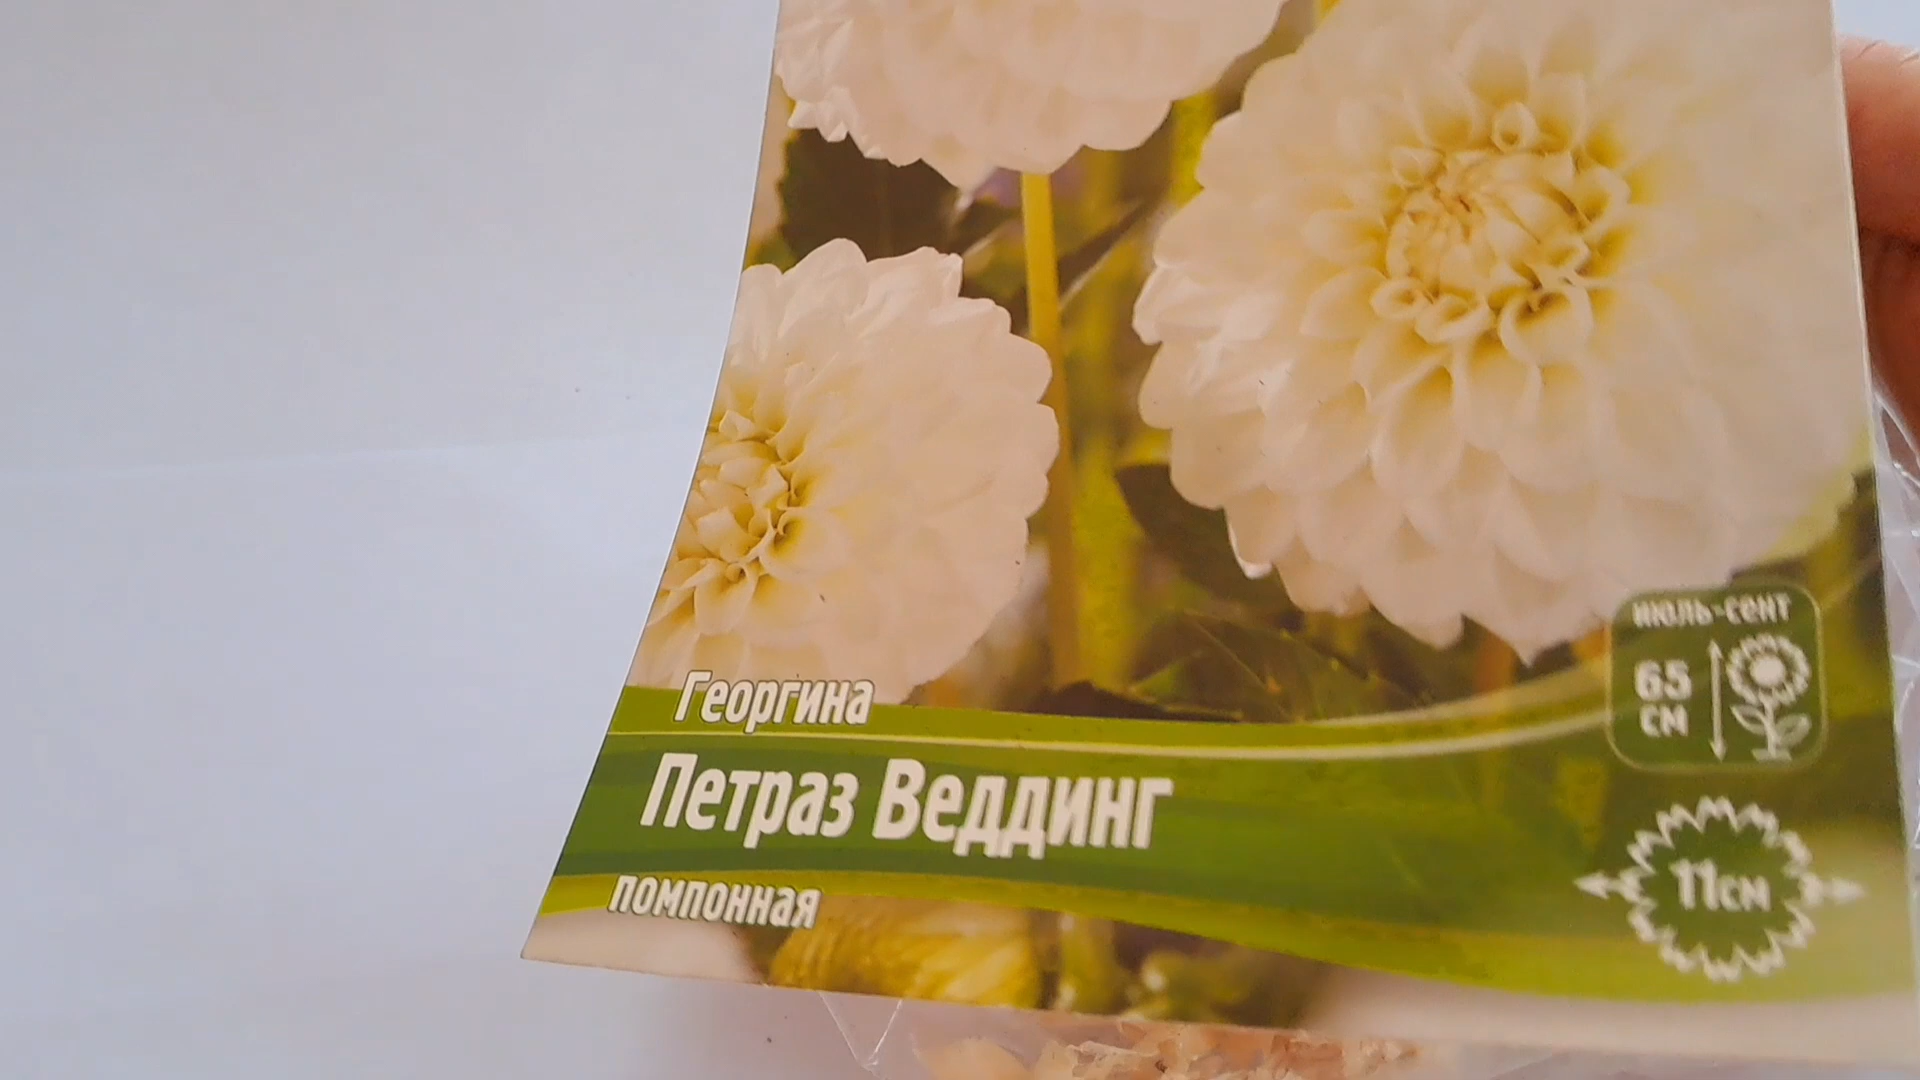 июль-сент
65
см
Георгина
Петраз Веддинг
11см
помпонная